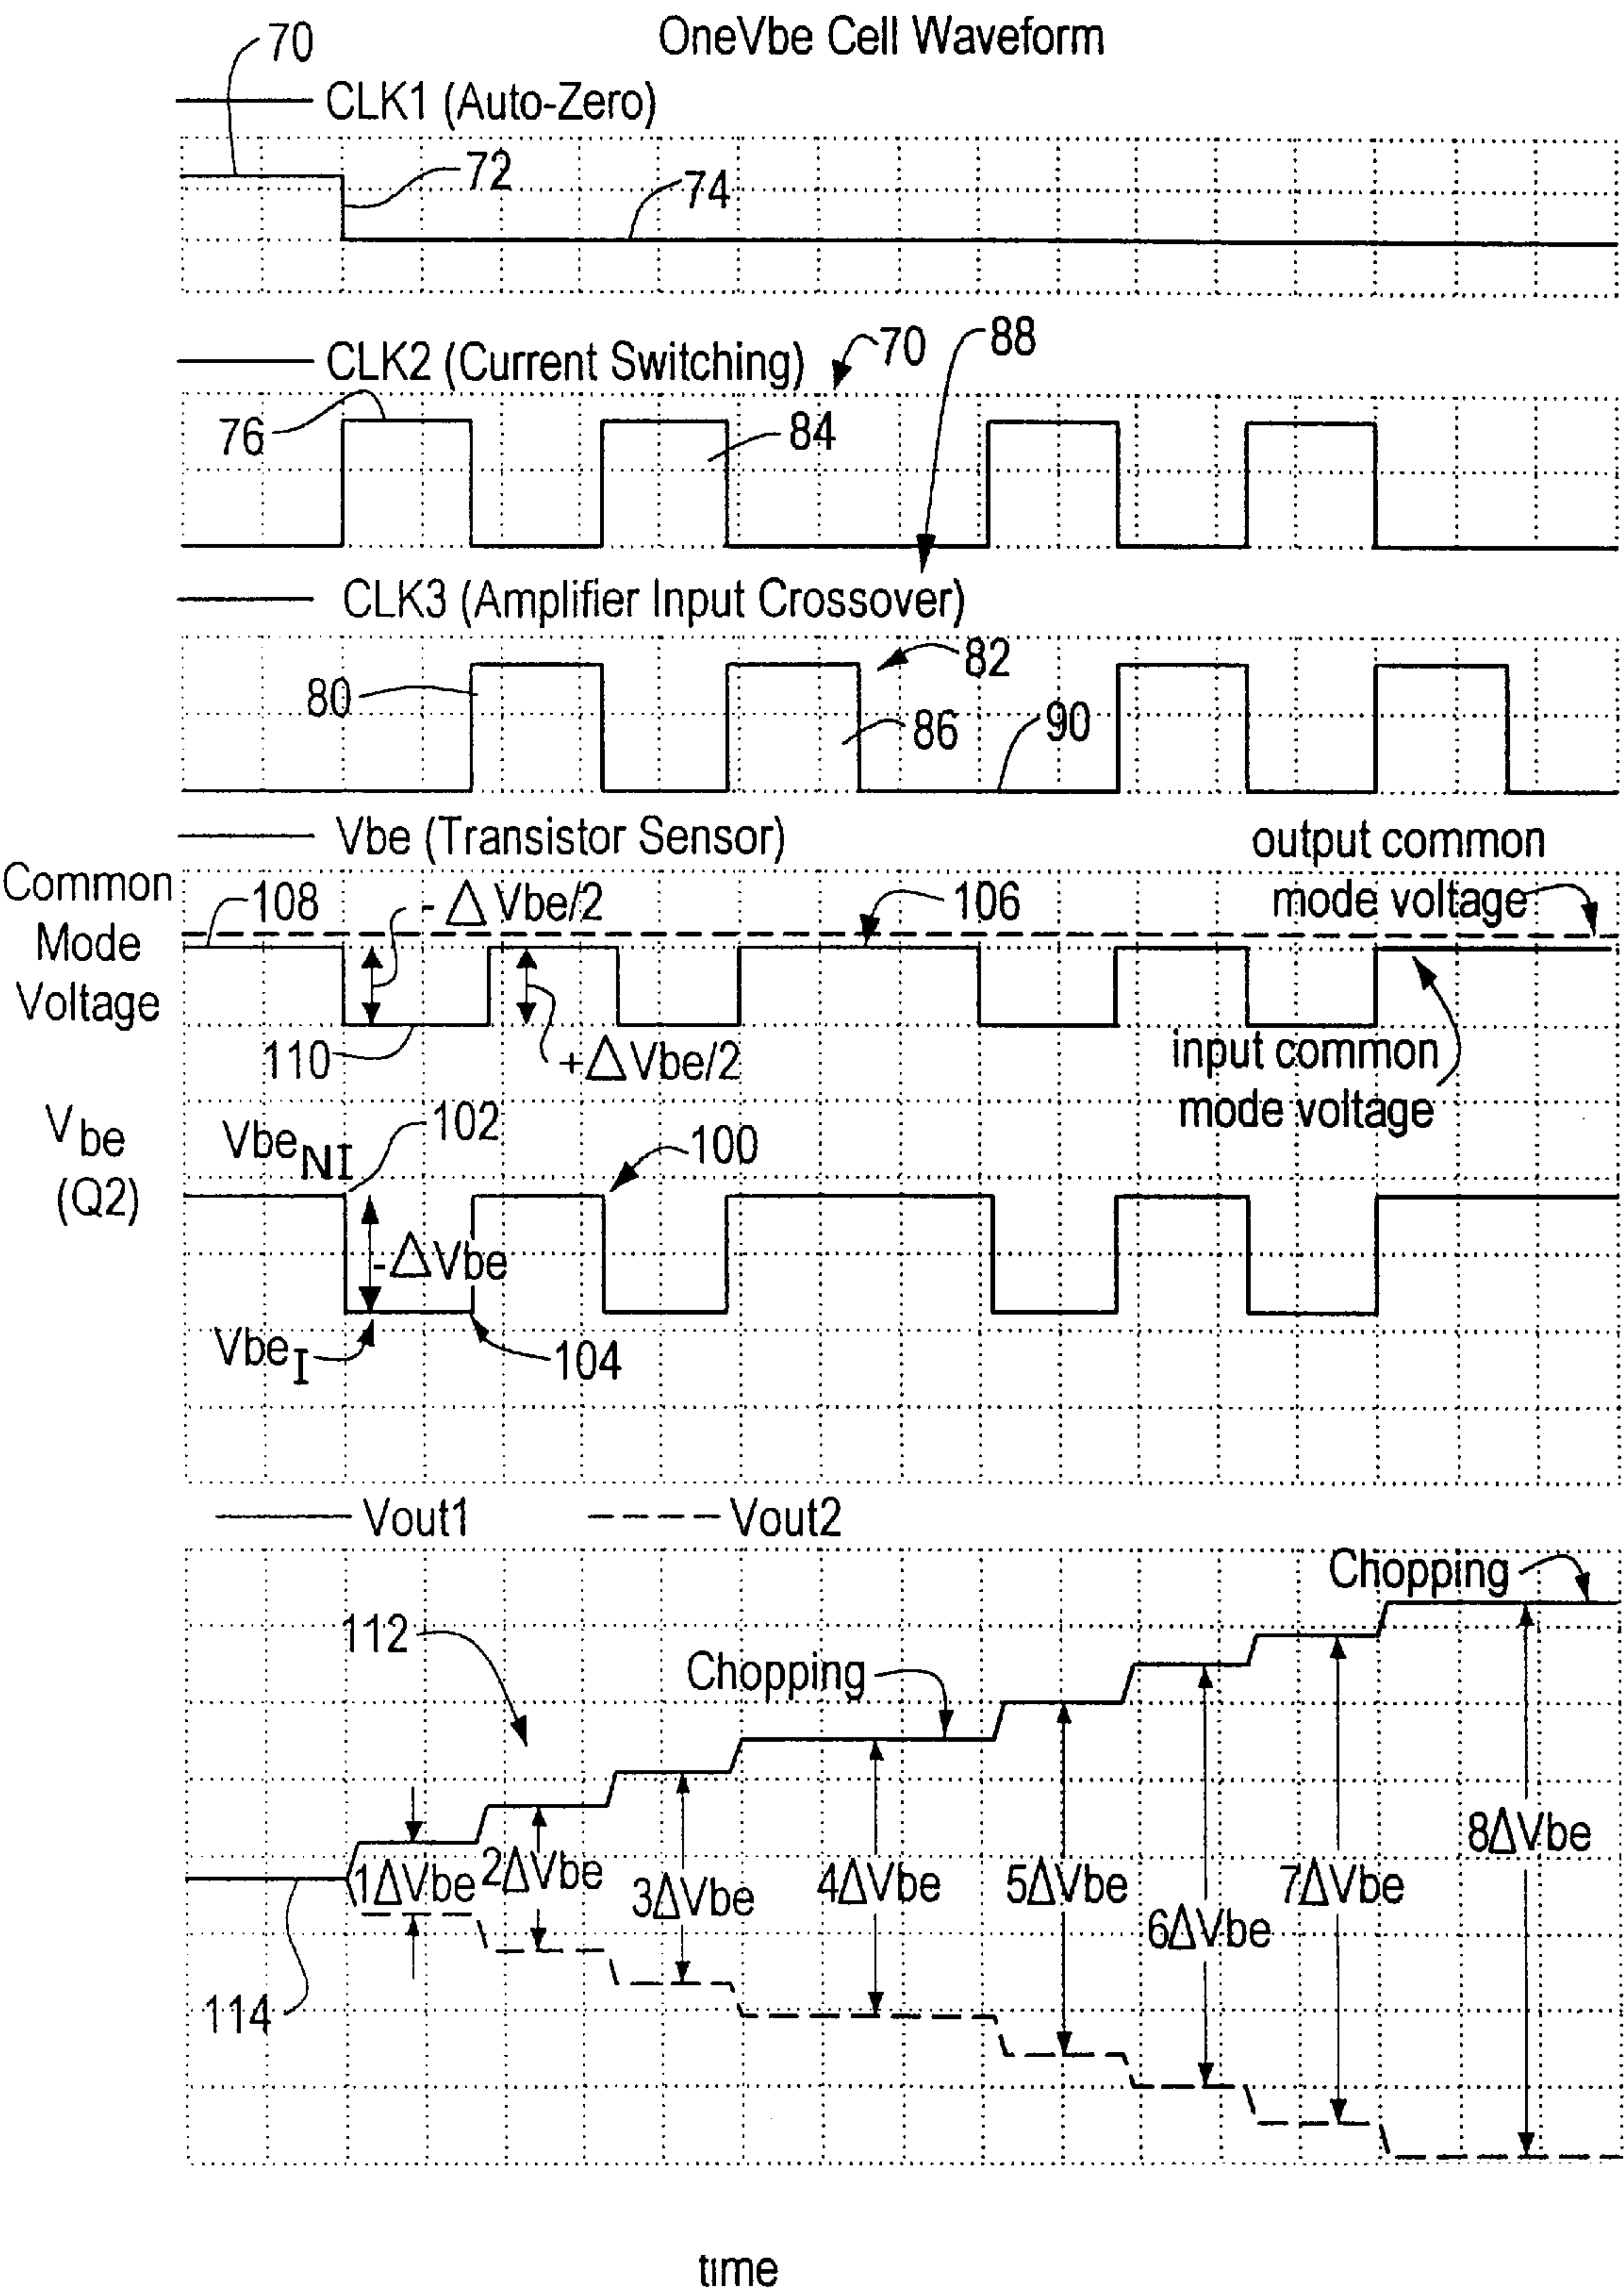 OneVbe Cell Waveform
70
CLK1 (Auto-Zero)
72
74
CLK2 (Current Switching)
70
88
76
84
CLK3 (Amplifier Input Crossover)
80
82
86
90
Vbe (Transistor Sensor)
output common
mode voltage
Common
Mode
Voltage
108
- Δ Vbe/2
106
110
+Δ Vbe/2
input common
mode voltage
Vbe
(Q2)
VbeNI
102
100
-ΔVbe
VbeI
104
Vout1
Vout2
Chopping
112
Chopping
1ΔVbe
2ΔVbe
3ΔVbe
4ΔVbe
5ΔVbe
6ΔVbe
7ΔVbe
8ΔVbe
114
time